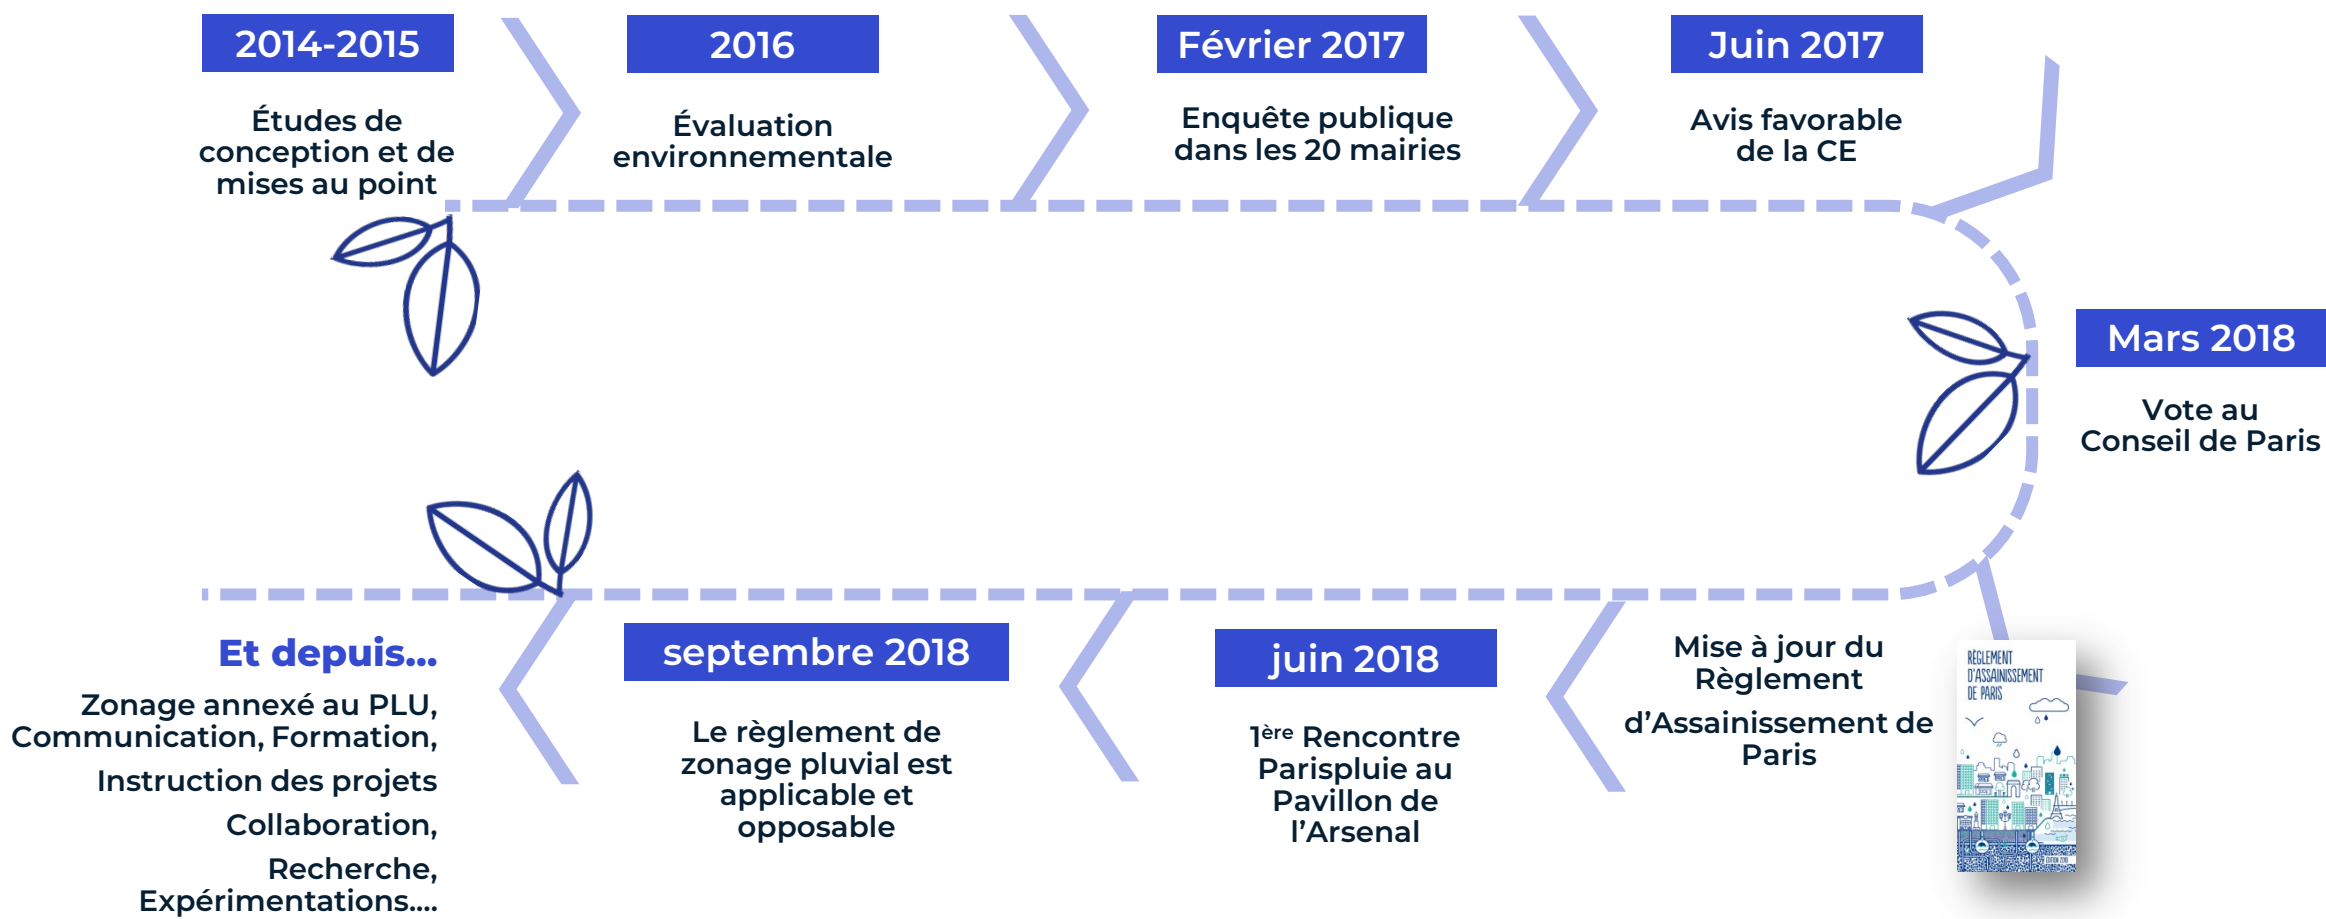 2014-2015
Études de
conception et de
mises au point
2016
Évaluation
environnementale
Février 2017
Enquête publique
dans les 20 mairies
Juin 2017
Avis favorable
de la CE
Mars 2018
Vote au
Conseil de Paris
Mise à jour du
Règlement
d’Assainissement de
Paris
RÈGLEMENT
D'ASSAINISSEMENT
DE PARIS
ÉDITION 2018
juin 2018
1ère Rencontre
Parispluie au
Pavillon de
l’Arsenal
septembre 2018
Le règlement de
zonage pluvial est
applicable et
opposable
Et depuis...
Zonage annexé au PLU,
Communication, Formation,
Instruction des projets
Collaboration,
Recherche,
Expérimentations....